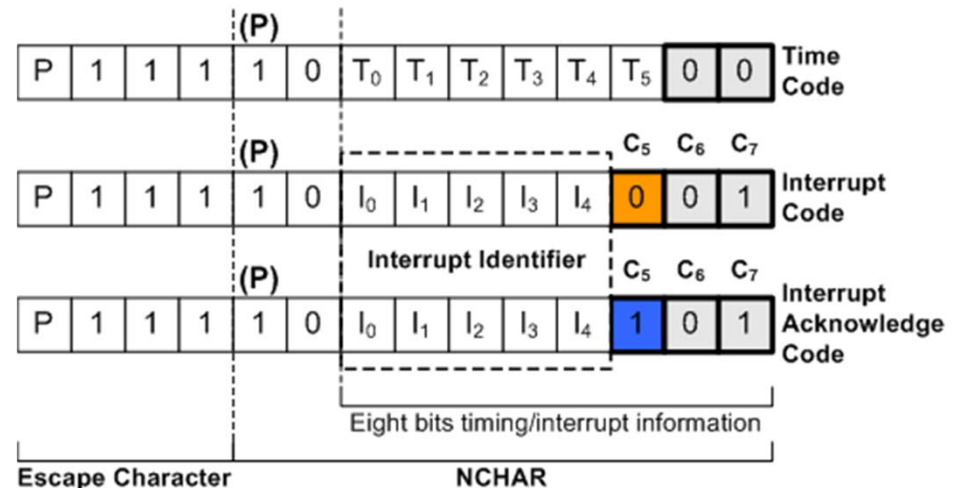 (P)
P 1 1 1 1 0 T₀ T₁ T₂ T₃ T₄ T₅ 0 0
Time
Code
(P)
C₅ C₆ C₇
P 1 1 1 1 0 I₀ I₁ I₂ I₃ I₄ 0 0 1
Interrupt
Code
Interrupt Identifier
(P)
C₅ C₆ C₇
P 1 1 1 1 0 I₀ I₁ I₂ I₃ I₄ 1 0 1
Interrupt
Acknowledge
Code
Eight bits timing/interrupt information
Escape Character
NCHAR